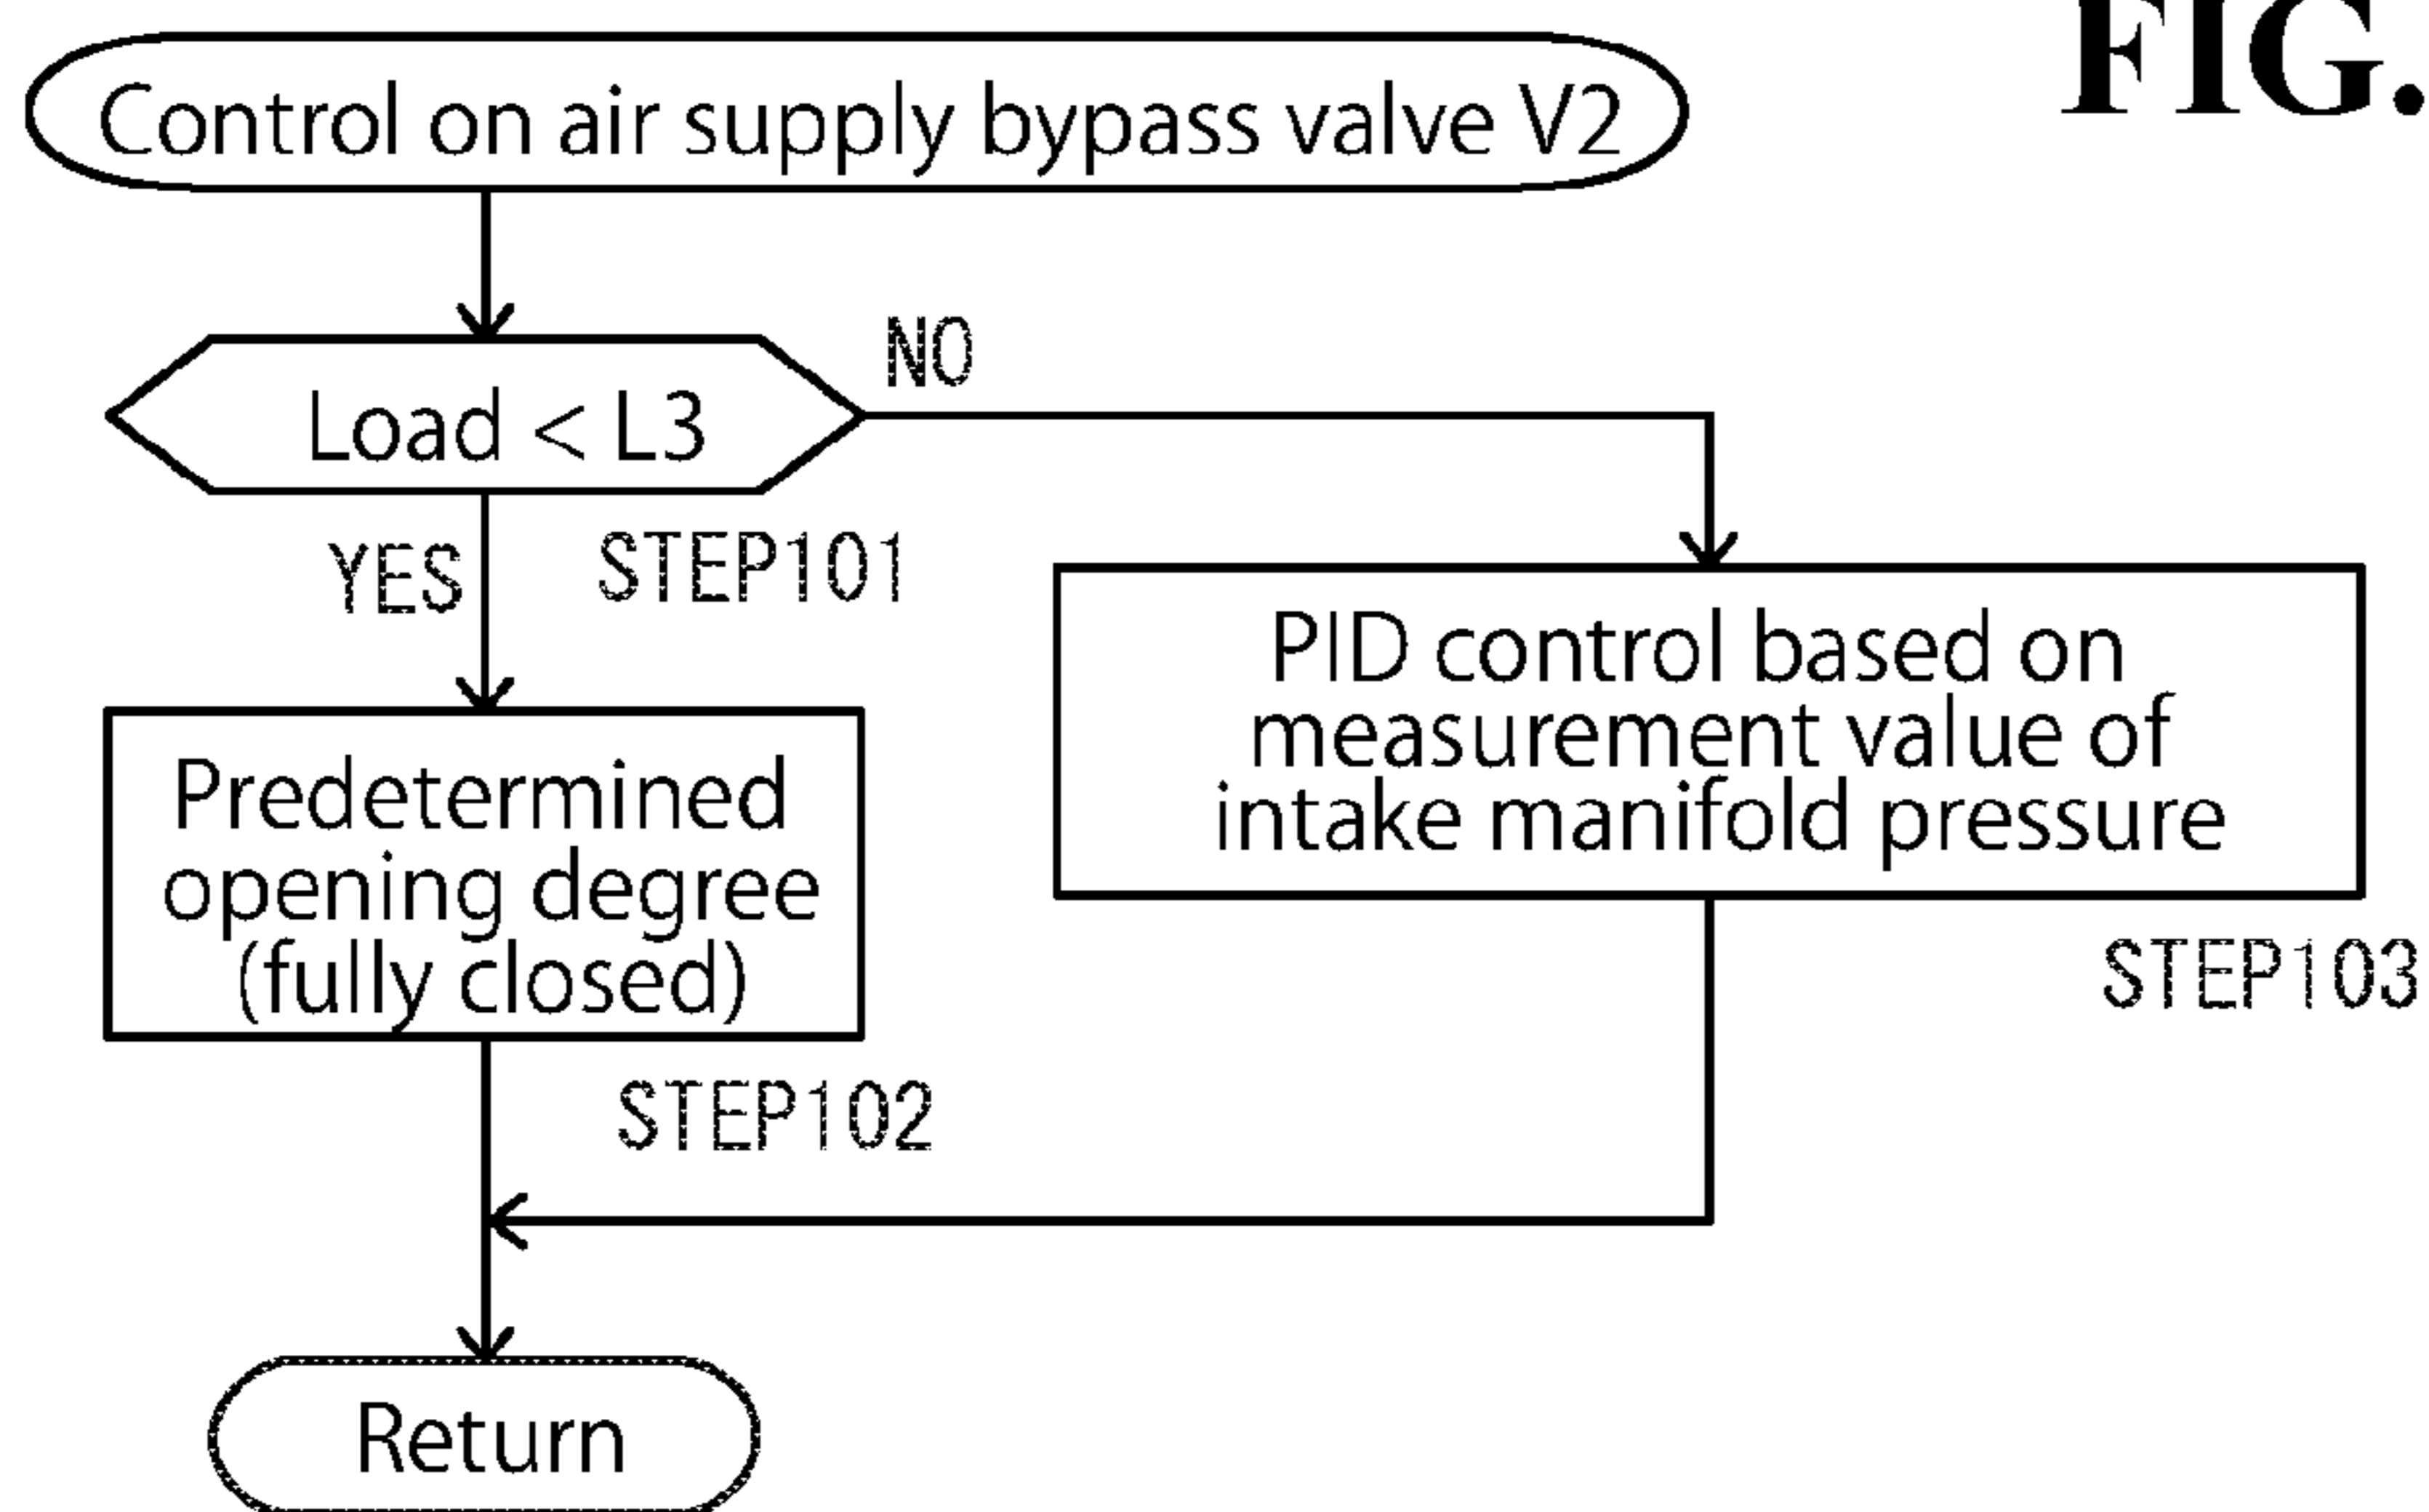 FIG.
Control on air supply bypass valve V2
Load < L3
NO
YES
STEP101
PID control based on
measurement value of
intake manifold pressure
STEP103
Predetermined
opening degree
(fully closed)
STEP102
Return